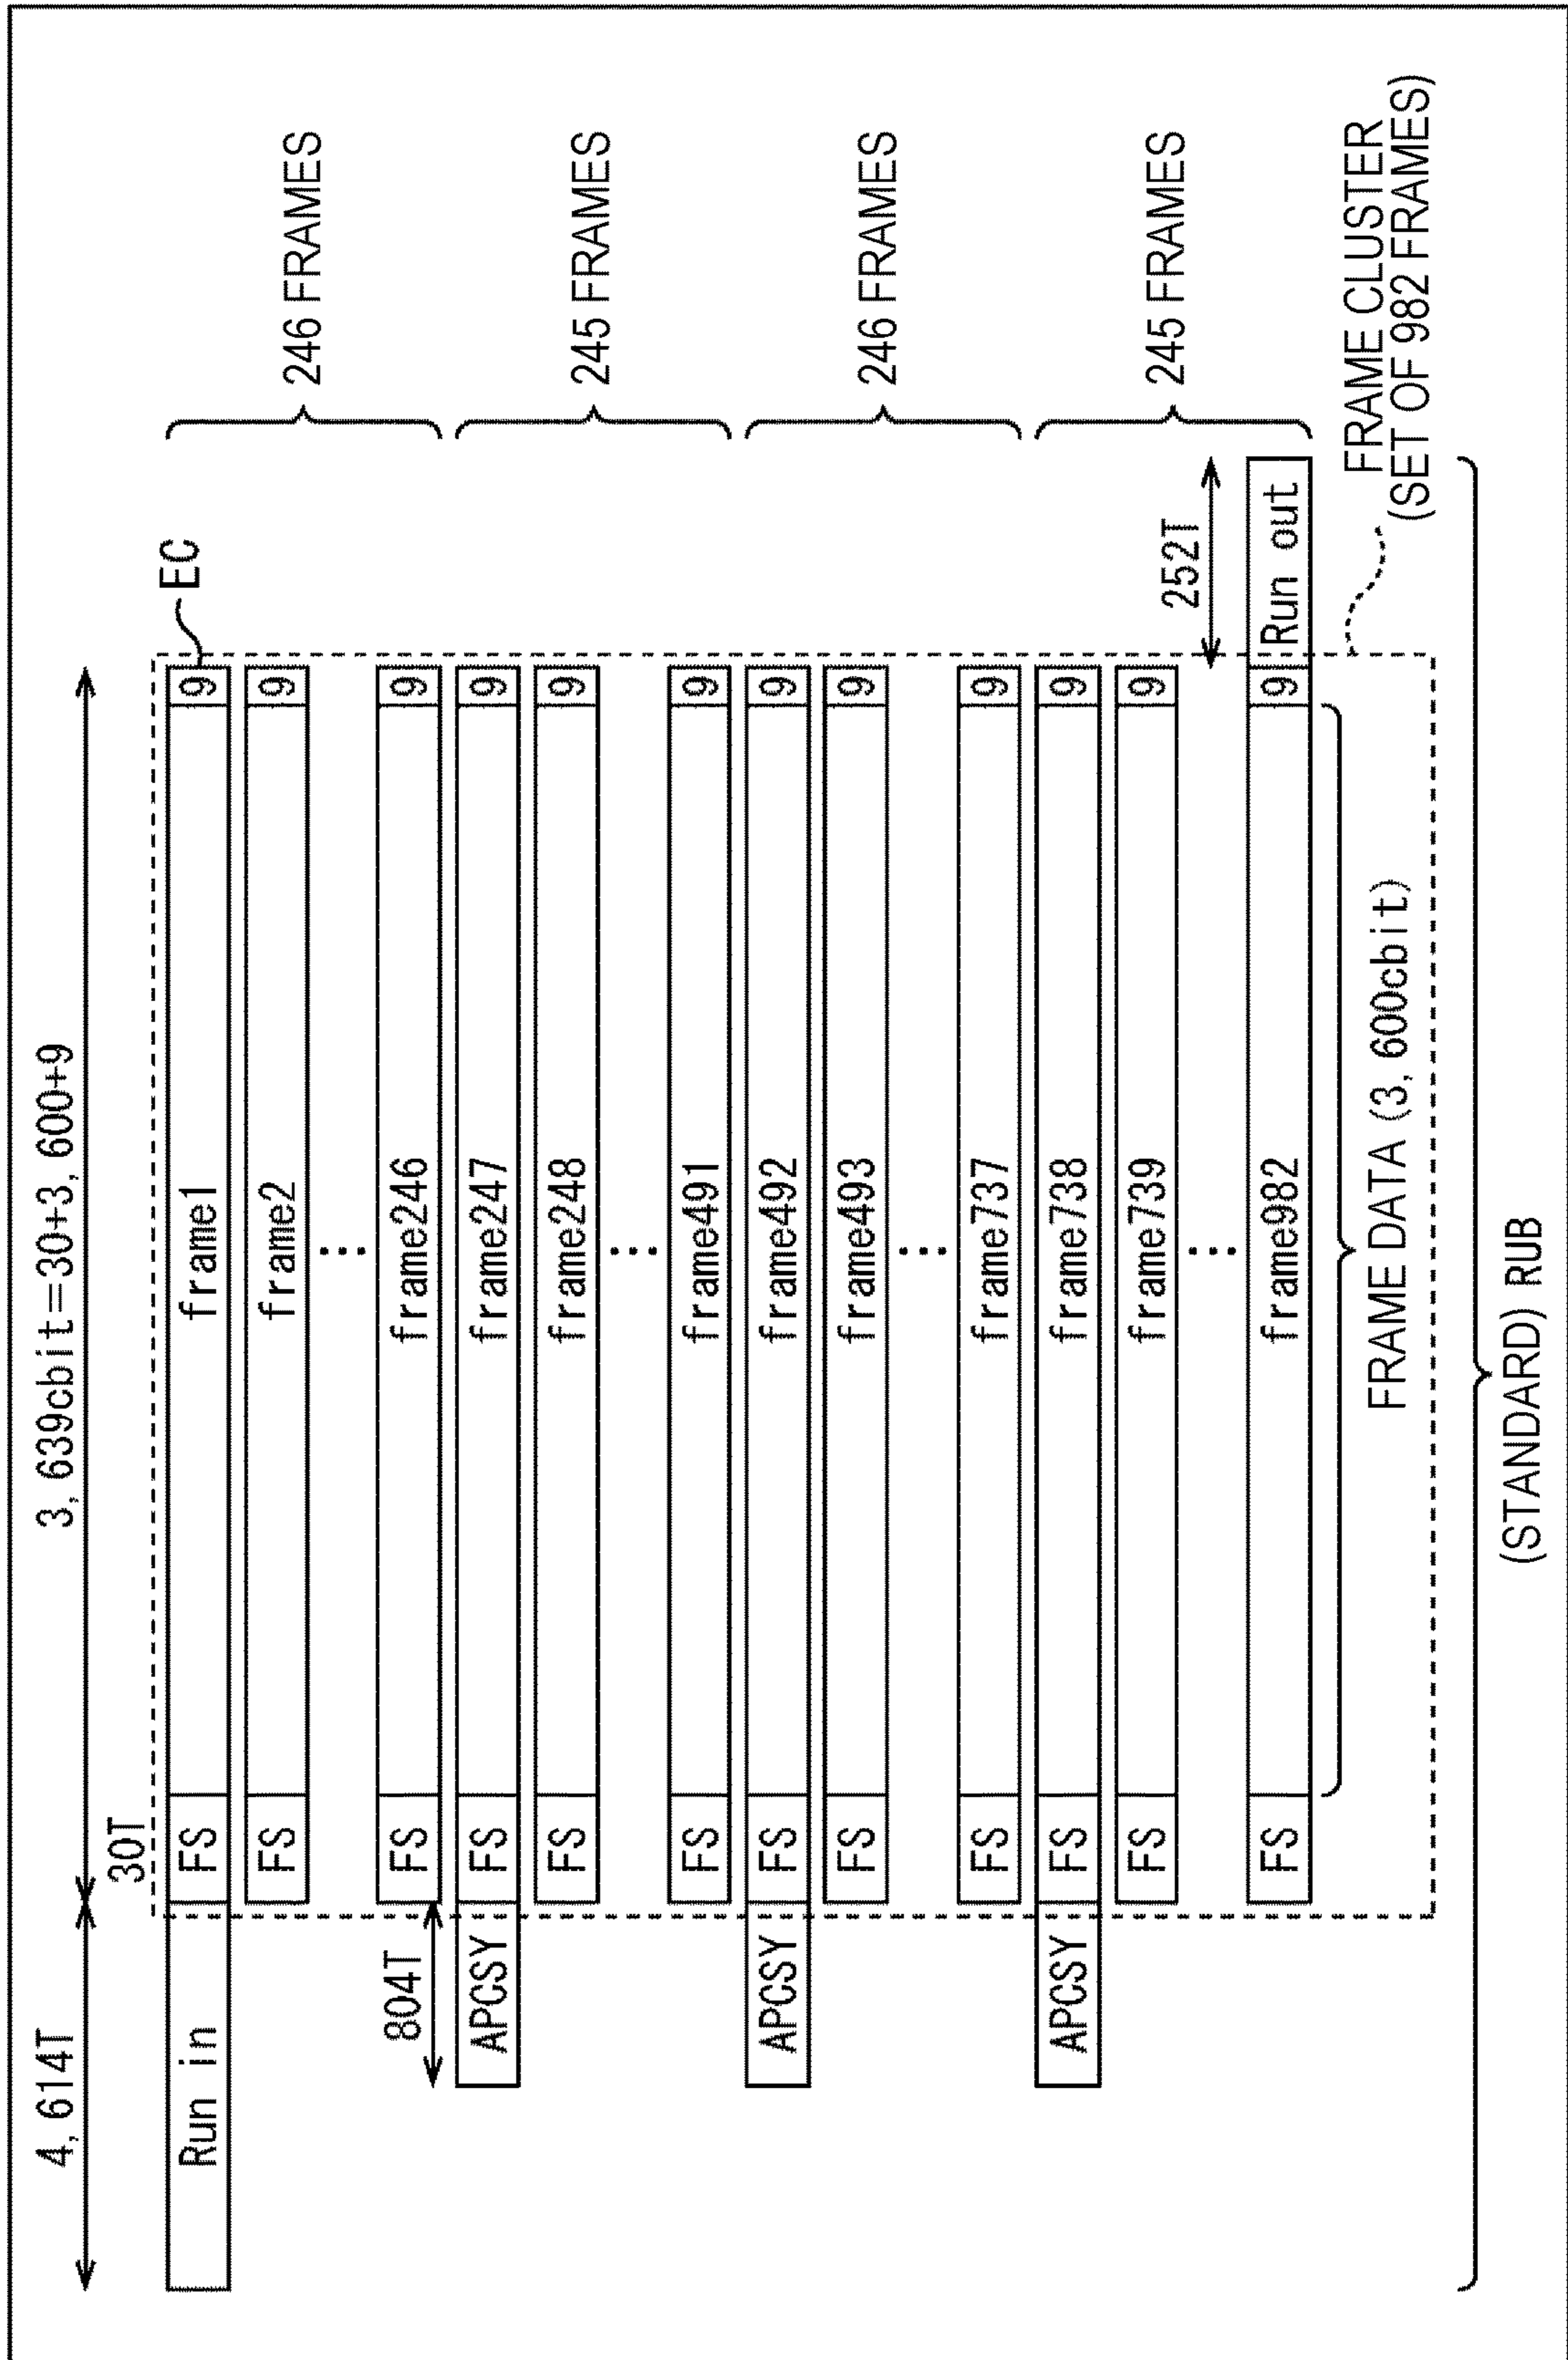 4, 614T
3, 639cbit=30+3, 600+9
30T
EC
Run in FS frame1 9
FS frame2 9
...
246 FRAMES
804T
FS frame246 9
APCSY FS frame247 9
FS frame248 9
...
245 FRAMES
FS frame491 9
APCSY FS frame492 9
FS frame493 9
...
246 FRAMES
FS frame737 9
APCSY FS frame738 9
FS frame739 9
...
245 FRAMES
252T
FS frame982 9 Run out
FRAME DATA (3, 600cbit)
FRAME CLUSTER
(SET OF 982 FRAMES)
(STANDARD) RUB